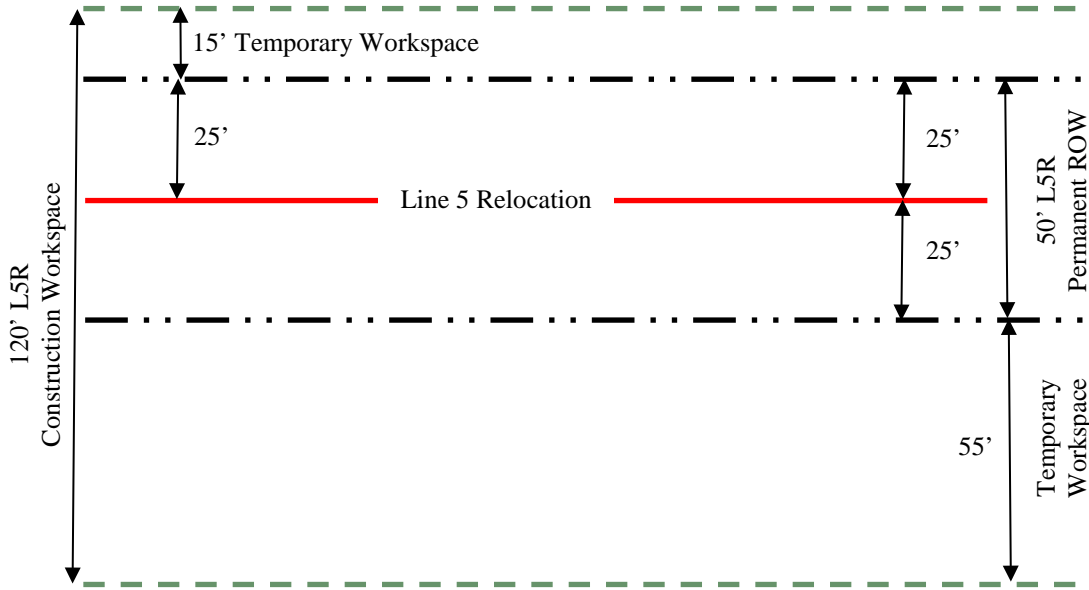 15’ Temporary Workspace
25’
25’
Line 5 Relocation
25’
120’ L5R
Construction Workspace
50’ L5R
Permanent ROW
55’
Temporary
Workspace